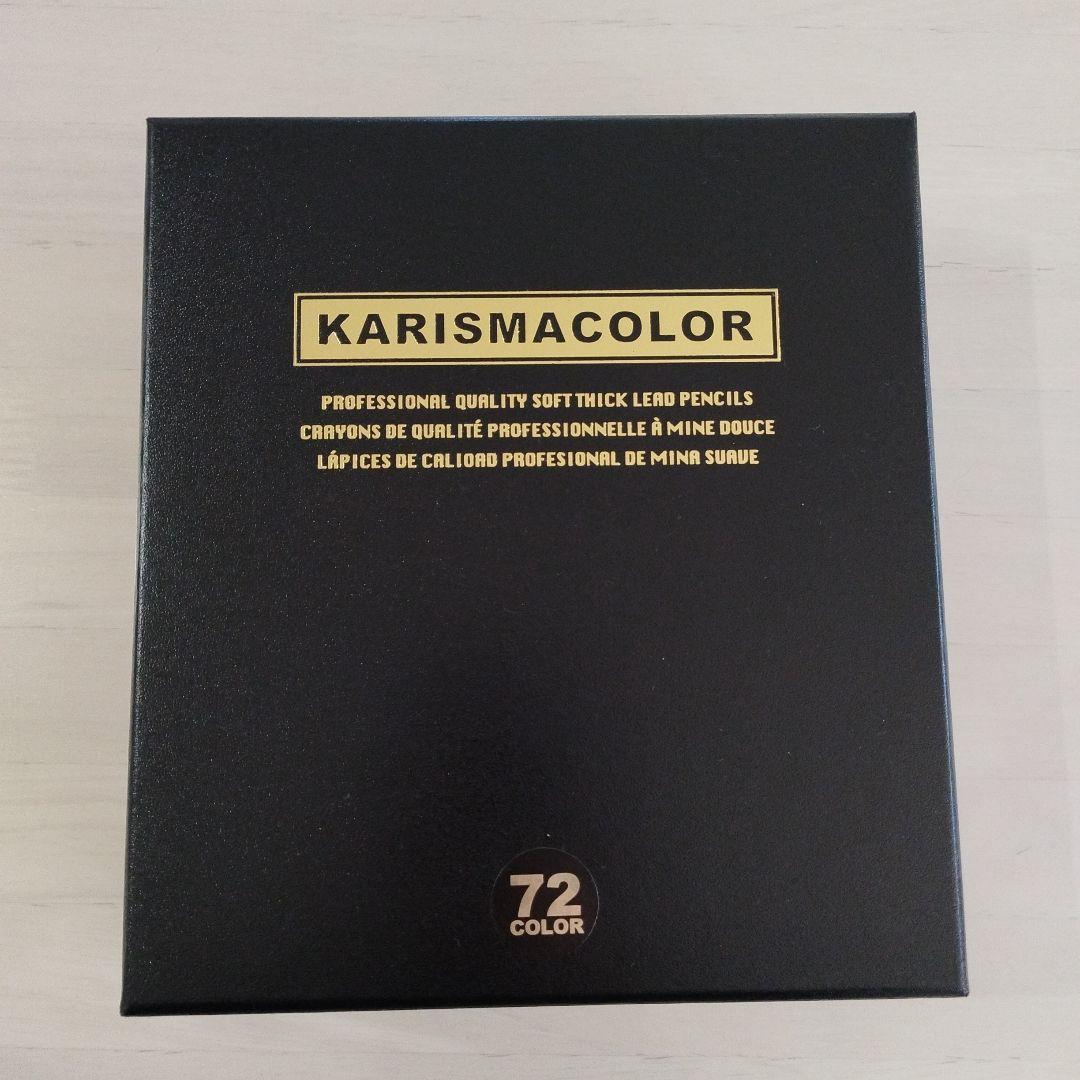 KARISMACOLOR
PROFESSIONAL QUALITY SOFT THICK LEAD PENCILS
CRAYONS DE QUALITÉ PROFESSIONNELLE À MINE DOUCE
LÁPICES DE CALIOAD PROFESIONAL DE MINA SUAVE
72
COLOR